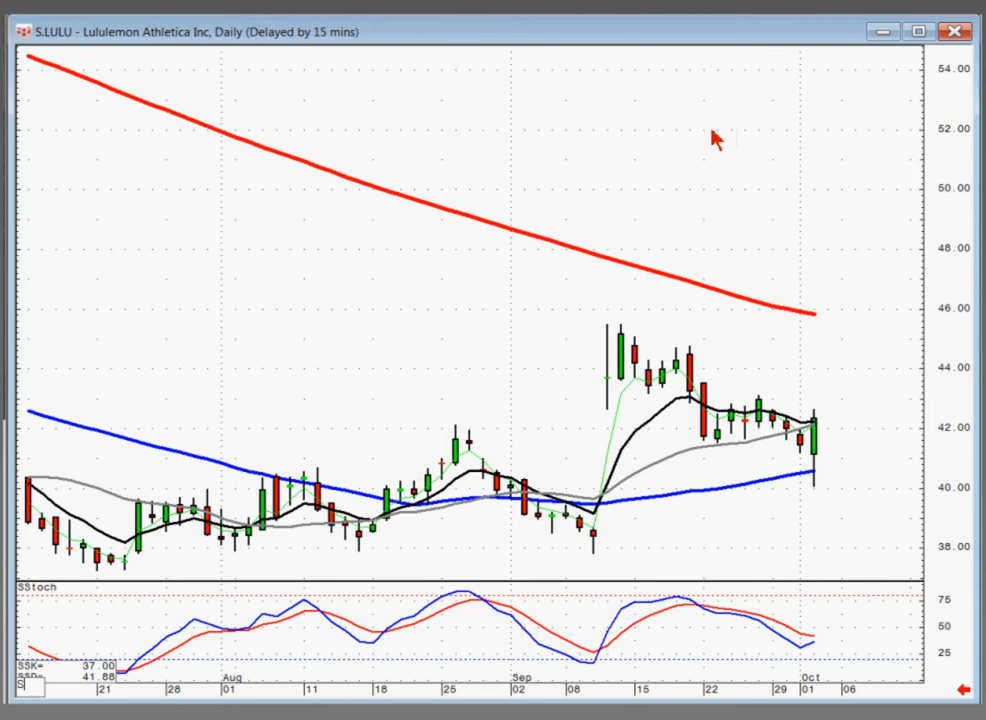 S.LULU - Lululemon Athletica Inc, Daily (Delayed by 15 mins)
54.00
52.00
50.00
48.00
46.00
44.00
42.00
40.00
38.00
SStoch
75
50
25
SSK= 37.00
SSD= 41.88
S
Aug Sep Oct
21 28 01 11 18 25 02 08 15 22 29 01 06